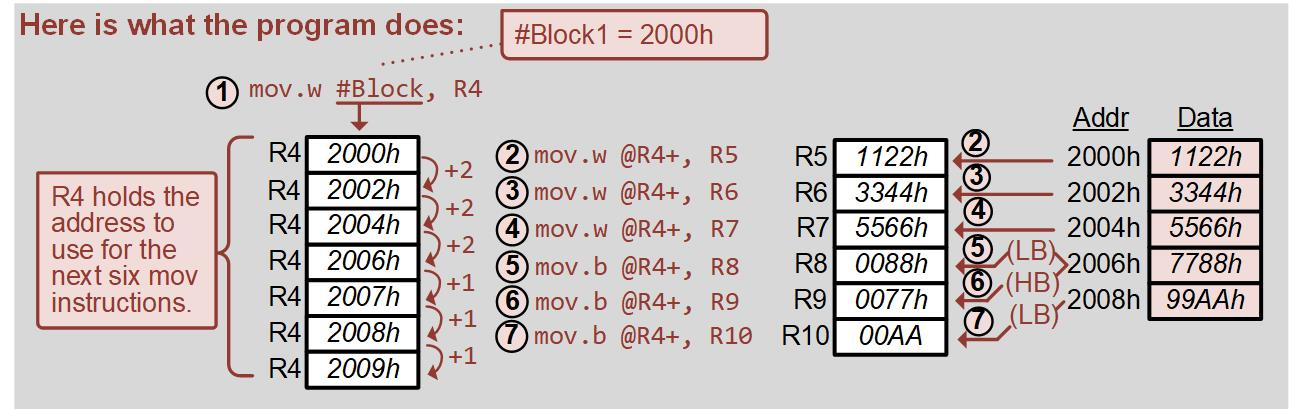 Here is what the program does:
#Block1 = 2000h
1 mov.w #Block, R4
R4 holds the
address to
use for the
next six mov
instructions.
R4 2000h
R4 2002h
R4 2004h
R4 2006h
R4 2007h
R4 2008h
R4 2009h
+2
+2
+2
+1
+1
+1
2 mov.w @R4+, R5
3 mov.w @R4+, R6
4 mov.w @R4+, R7
5 mov.b @R4+, R8
6 mov.b @R4+, R9
7 mov.b @R4+, R10
R5 1122h
R6 3344h
R7 5566h
R8 0088h
R9 0077h
R10 00AA
2
3
4
5 (LB)
6 (HB)
7 (LB)
Addr Data
2000h 1122h
2002h 3344h
2004h 5566h
2006h 7788h
2008h 99AAh